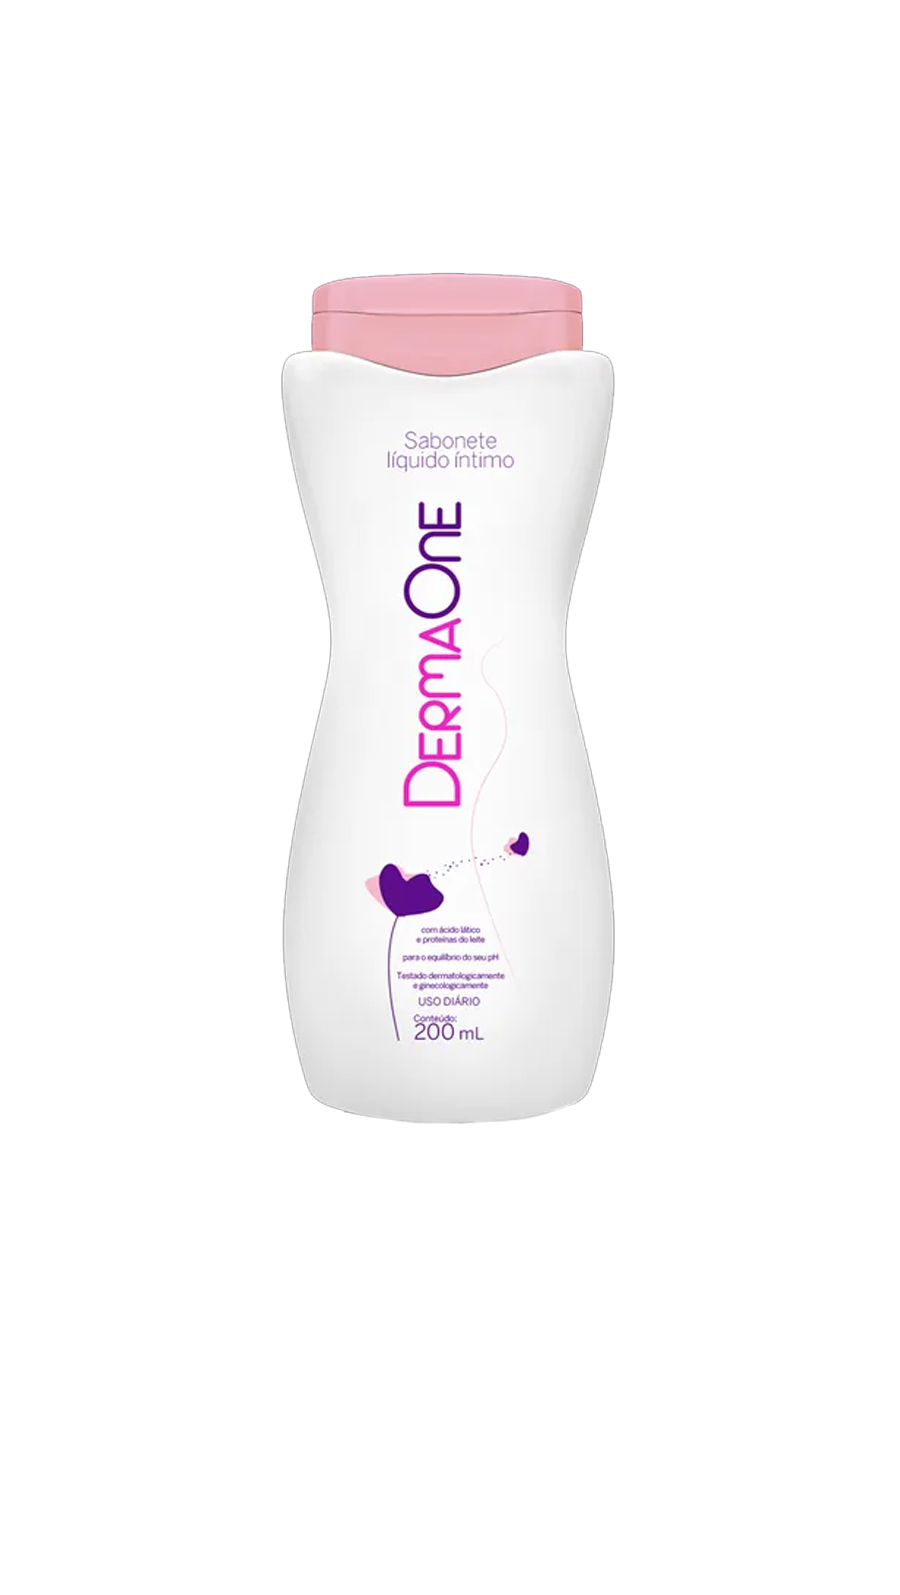 Sabonete
líquido íntimo
DERMAONE
com ácido lático
e proteínas do leite
para o equilíbrio do seu pH
Testado dermatologicamente
e ginecologicamente
USO DIÁRIO
Conteúdo:
200 mL